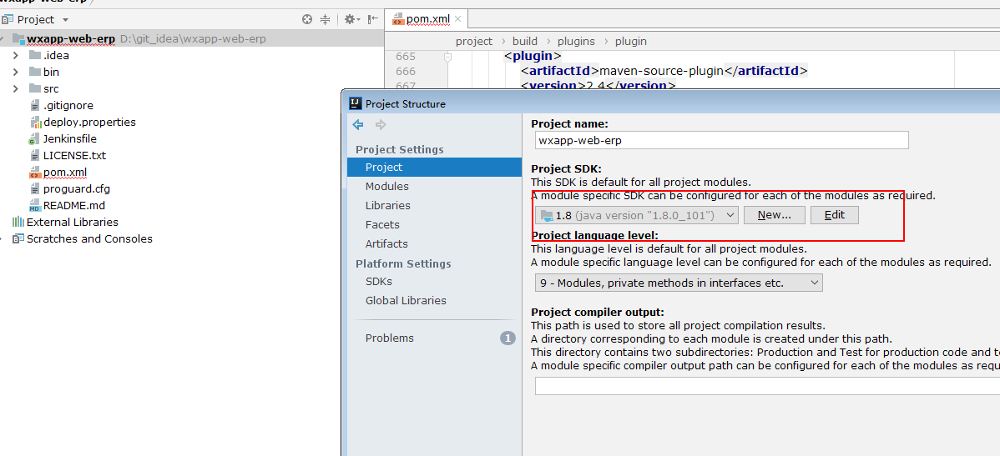 wxapp-web-erp
Project
pom.xml
wxapp-web-erp D:\git_idea\wxapp-web-erp
.idea
bin
src
.gitignore
deploy.properties
Jenkinsfile
LICENSE.txt
pom.xml
proguard.cfg
README.md
External Libraries
Scratches and Consoles
project › build › plugins › plugin
665 <plugin>
666 <artifactId>maven-source-plugin</artifactId>
667 <version>2.4</version>
Project Structure
Project Settings
Project
Modules
Libraries
Facets
Artifacts
Platform Settings
SDKs
Global Libraries
Problems 1
Project name:
wxapp-web-erp
Project SDK:
This SDK is default for all project modules.
A module specific SDK can be configured for each of the modules as required.
1.8 (java version "1.8.0_101") New... Edit
Project language level:
This language level is default for all project modules.
A module specific language level can be configured for each of the modules as required.
9 - Modules, private methods in interfaces etc.
Project compiler output:
This path is used to store all project compilation results.
A directory corresponding to each module is created under this path.
This directory contains two subdirectories: Production and Test for production code and t
A module specific compiler output path can be configured for each of the modules as requ